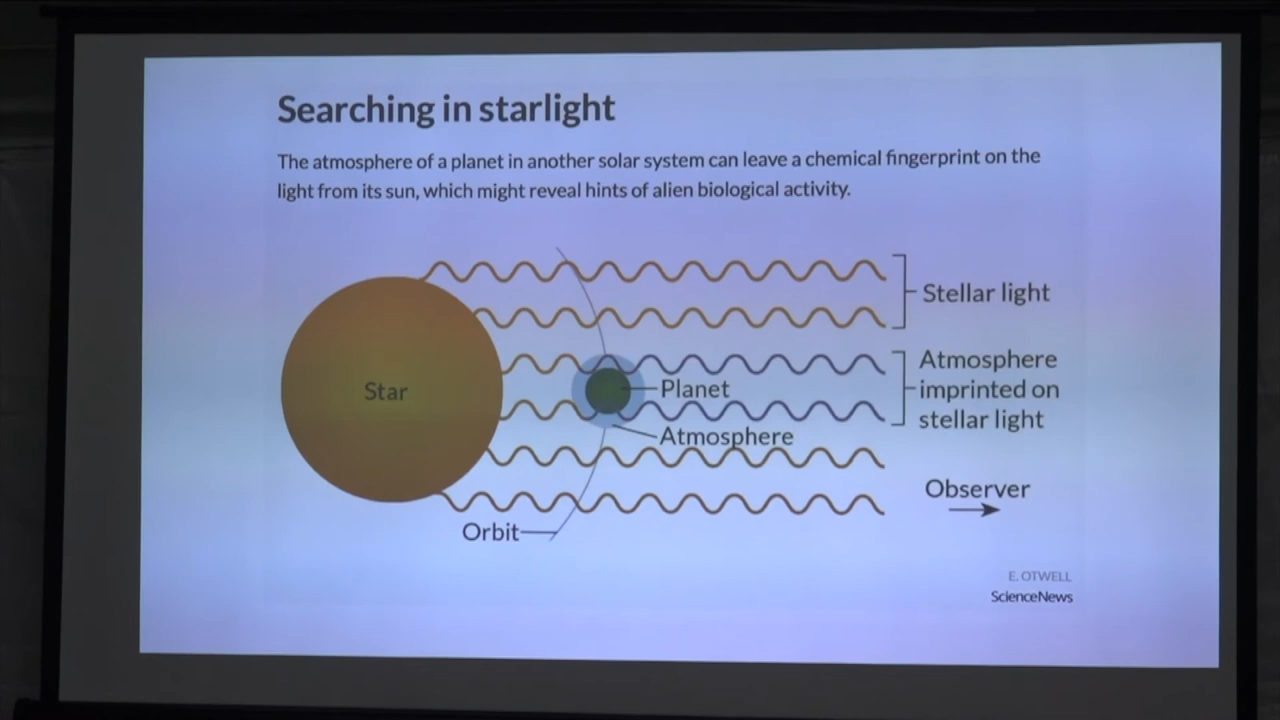 Searching in starlight
The atmosphere of a planet in another solar system can leave a chemical fingerprint on the
light from its sun, which might reveal hints of alien biological activity.
Stellar light
Star
Planet
Atmosphere
Atmosphere
imprinted on
stellar light
Observer
Orbit
E. OTWELL
ScienceNews